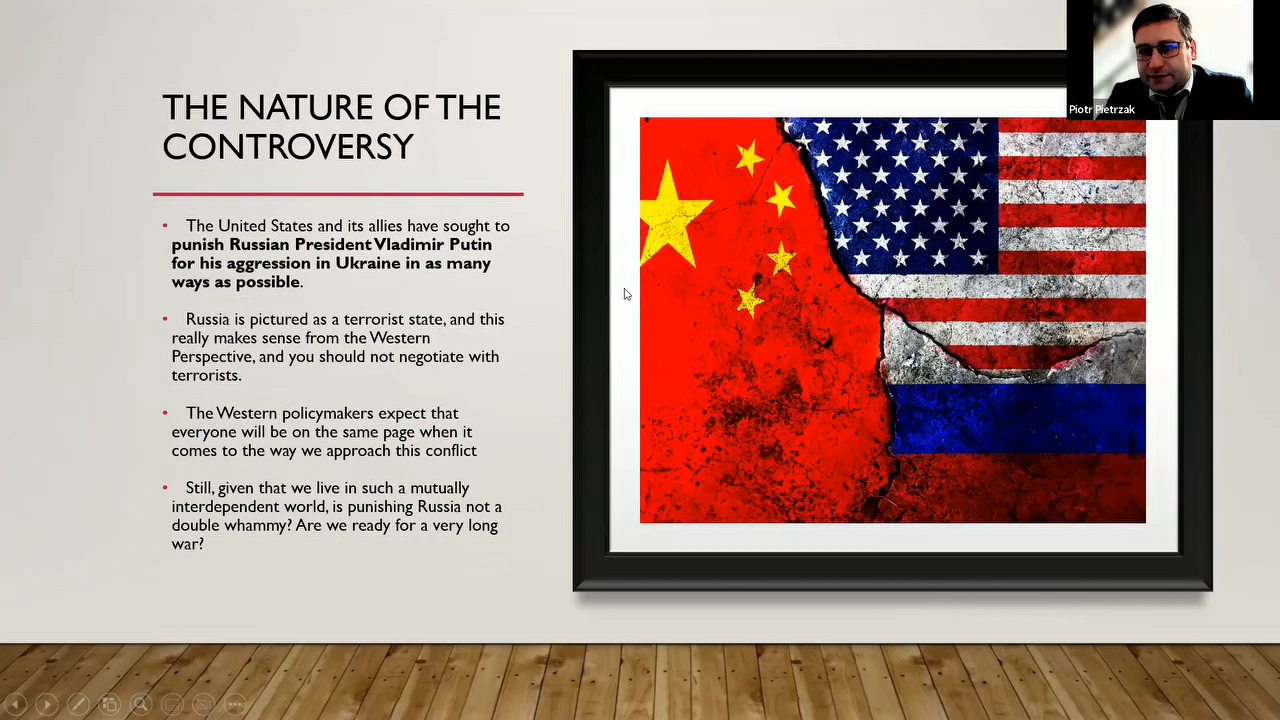 THE NATURE OF THE
CONTROVERSY
• The United States and its allies have sought to
punish Russian President Vladimir Putin
for his aggression in Ukraine in as many
ways as possible.
• Russia is pictured as a terrorist state, and this
really makes sense from the Western
Perspective, and you should not negotiate with
terrorists.
• The Western policymakers expect that
everyone will be on the same page when it
comes to the way we approach this conflict
• Still, given that we live in such a mutually
interdependent world, is punishing Russia not a
double whammy? Are we ready for a very long
war?
Piotr Pietrzak